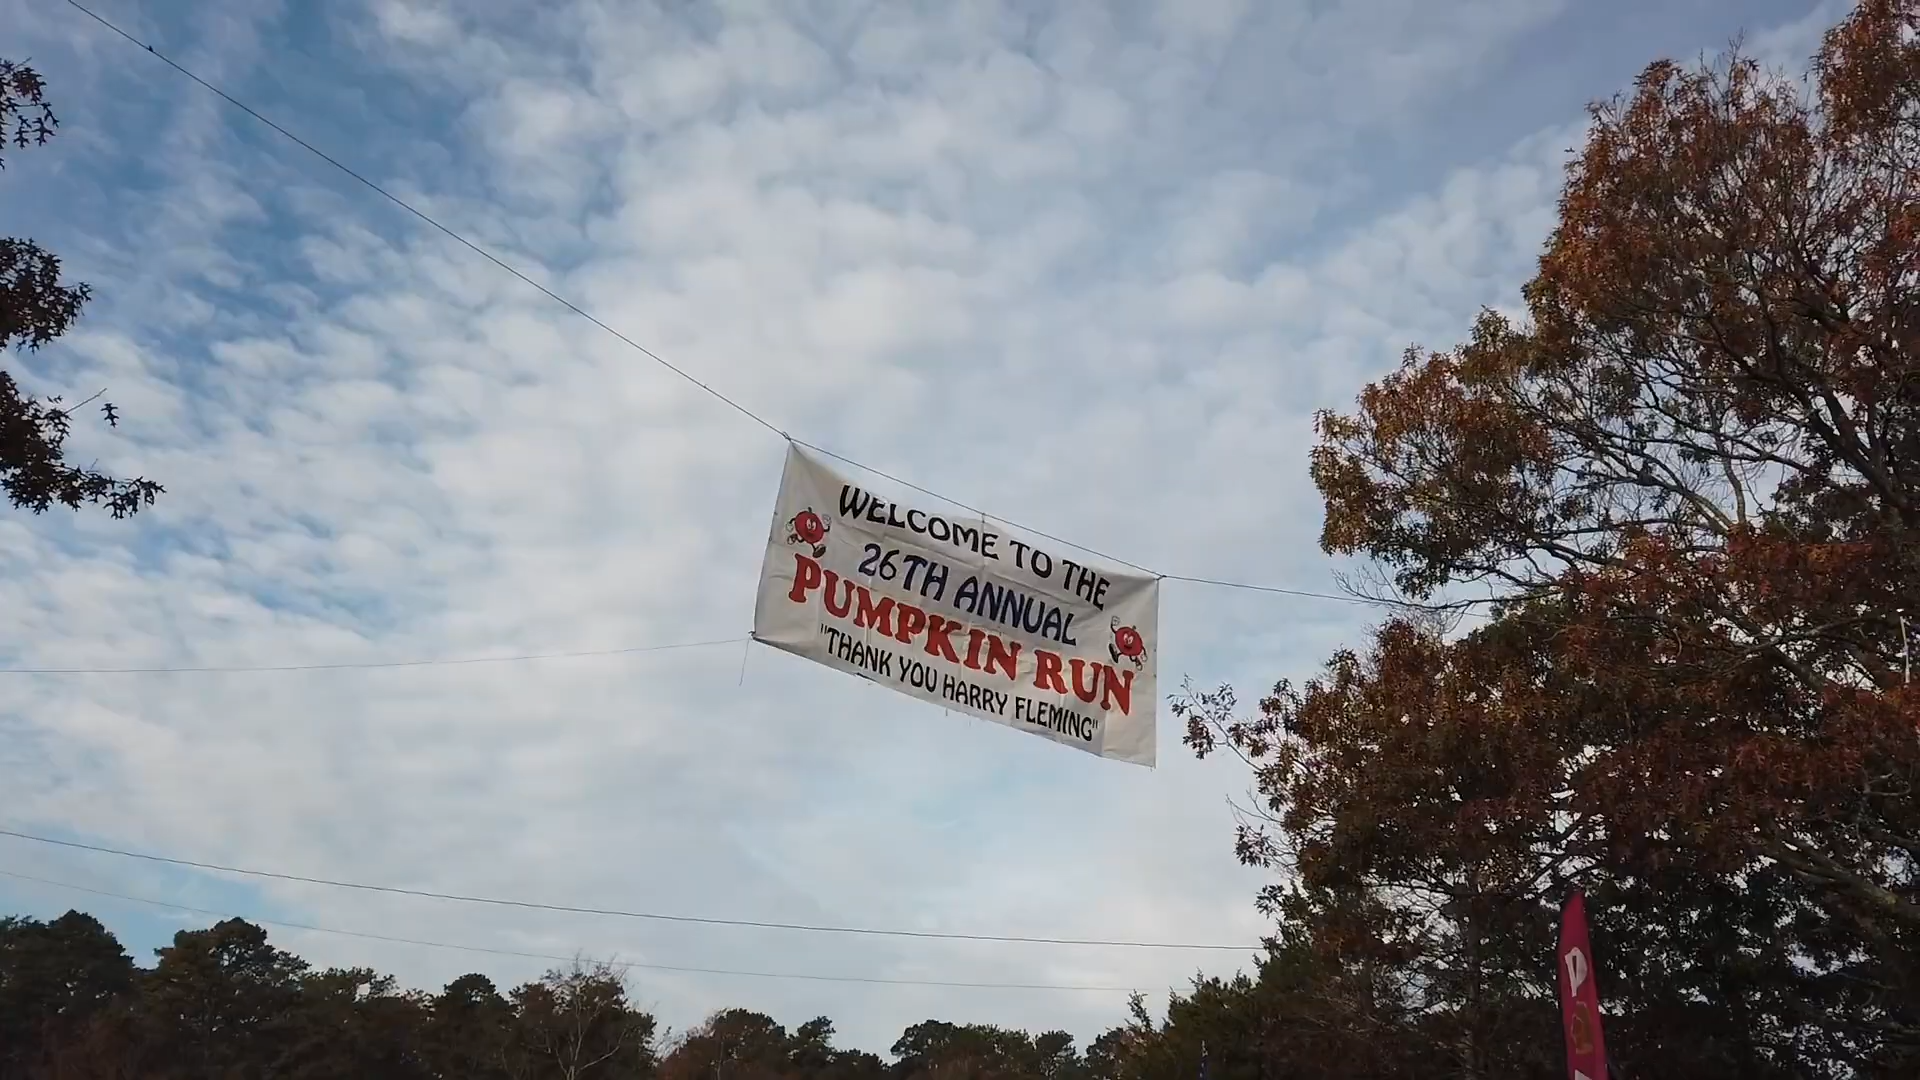 WELCOME TO THE
26TH ANNUAL
PUMPKIN RUN
"THANK YOU HARRY FLEMING"